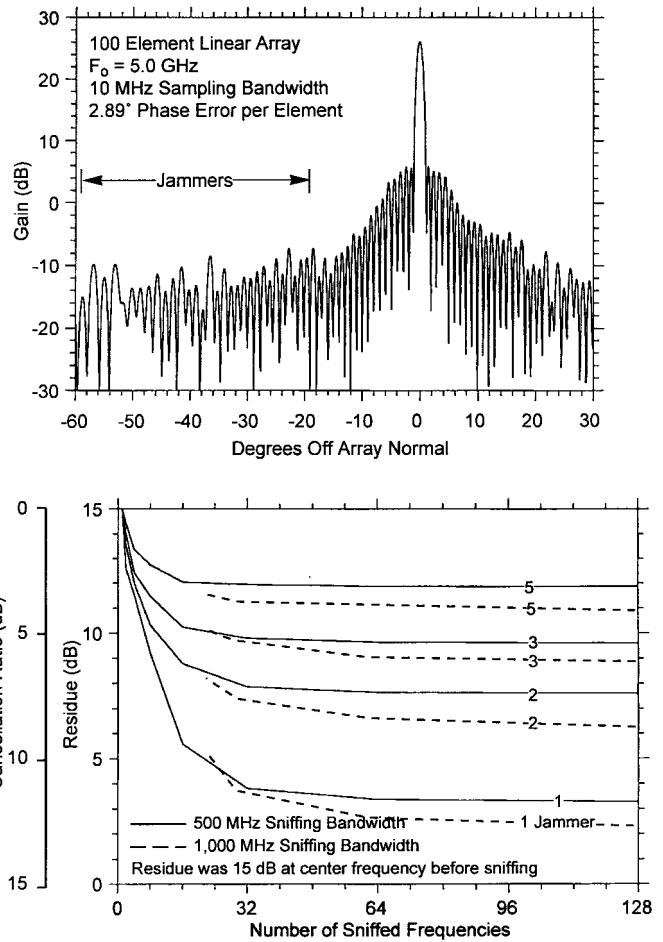 30
20
10
0
-10
-20
-30
Gain (dB)
100 Element Linear Array
F₀ = 5.0 GHz
10 MHz Sampling Bandwidth
2.89° Phase Error per Element
Jammers
-60 -50 -40 -30 -20 -10 0 10 20 30
Degrees Off Array Normal
0
5
10
15
(dB)
15
10
5
0
Residue (dB)
5
5
3
3
2
2
1
1 Jammer
500 MHz Sniffing Bandwidth
1,000 MHz Sniffing Bandwidth
Residue was 15 dB at center frequency before sniffing
0 32 64 96 128
Number of Sniffed Frequencies